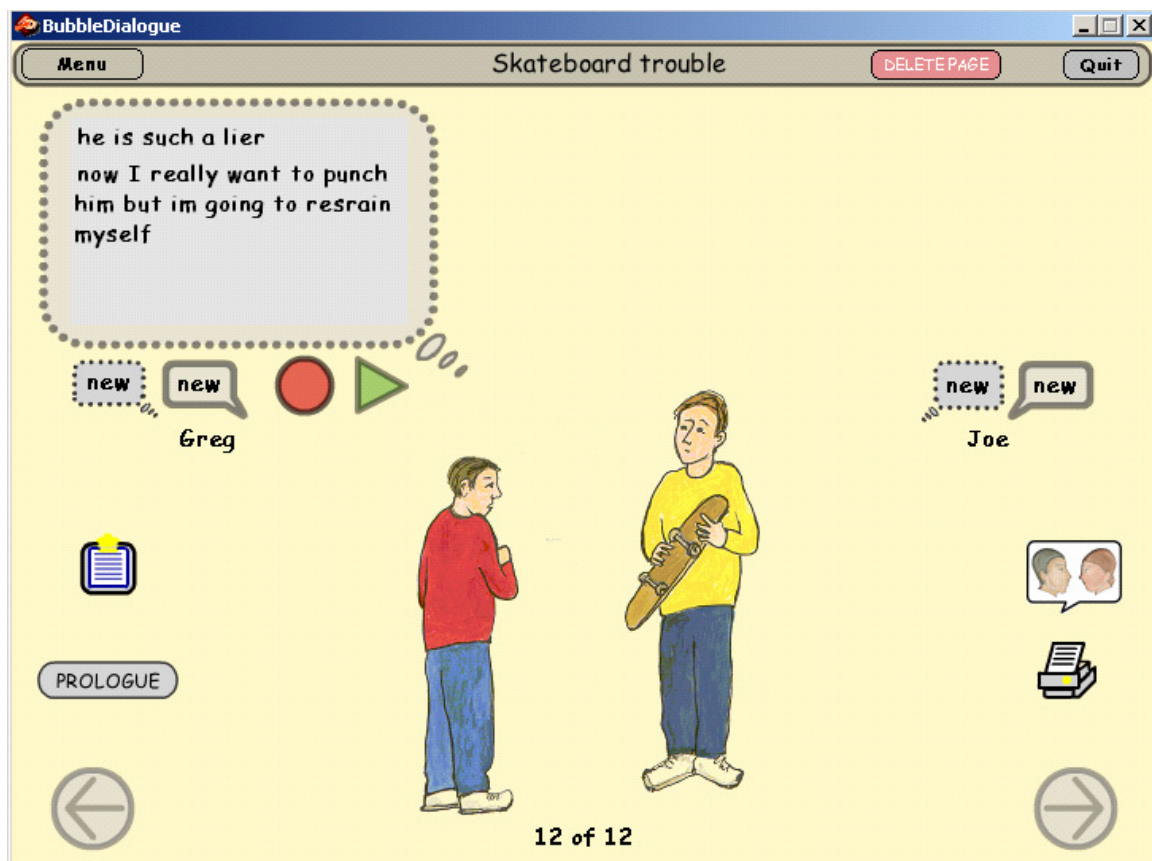 BubbleDialogue
Menu
Skateboard trouble
DELETE PAGE
Quit
he is such a lier
now I really want to punch
him but im going to resrain
myself
new
new
new
new
Greg
Joe
PROLOGUE
12 of 12